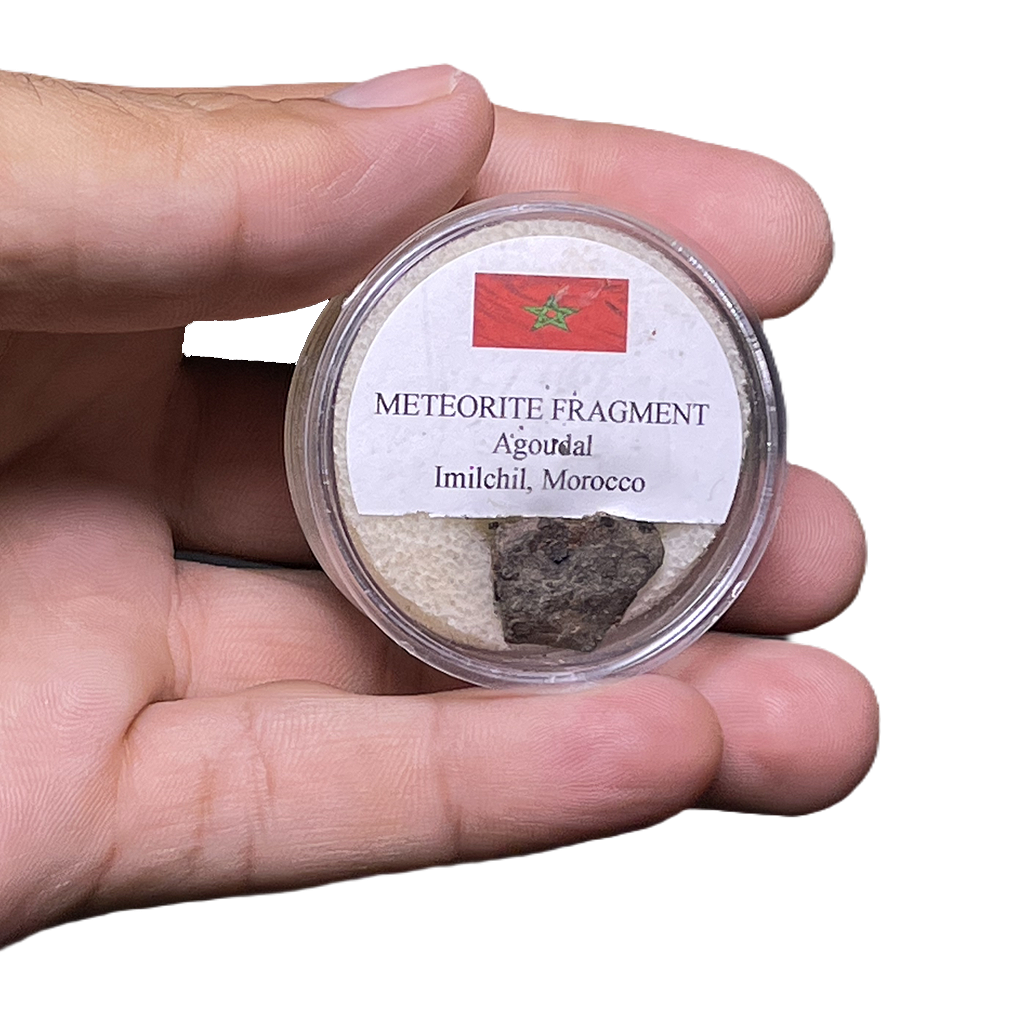 METEORITE FRAGMENT
Agoudal
Imilchil, Morocco